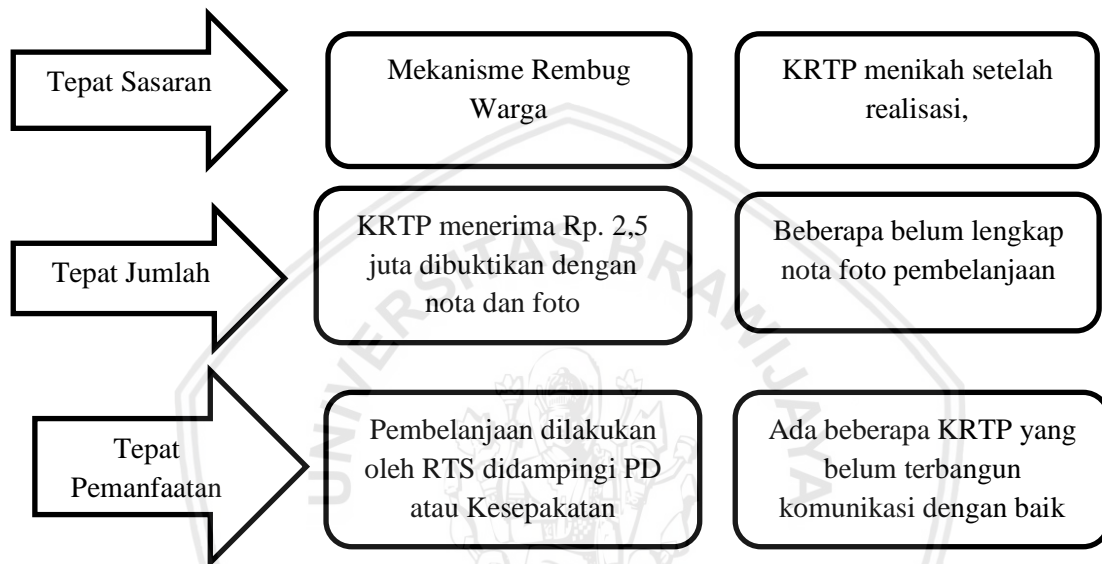 Tepat Sasaran
Mekanisme Rembug
Warga
KRTP menikah setelah
realisasi,
Tepat Jumlah
KRTP menerima Rp. 2,5
juta dibuktikan dengan
nota dan foto
Beberapa belum lengkap
nota foto pembelanjaan
Tepat
Pemanfaatan
Pembelanjaan dilakukan
oleh RTS didampingi PD
atau Kesepakatan
Ada beberapa KRTP yang
belum terbangun
komunikasi dengan baik
UNIVERSITAS BRAWIJAYA